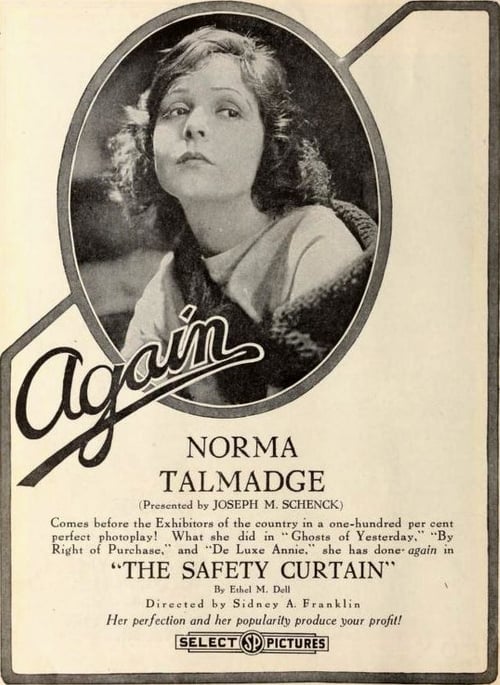 Again
NORMA
TALMADGE
(Presented by JOSEPH M. SCHENCK)
Comes before the Exhibitors of the country in a one-hundred per cent
perfect photoplay! What she did in "Ghosts of Yesterday," "By
Right of Purchase," and "De Luxe Annie," she has done again in
"THE SAFETY CURTAIN"
By Ethel M. Dell
Directed by Sidney A. Franklin
Her perfection and her popularity produce your profit!
SELECT SP PICTURES